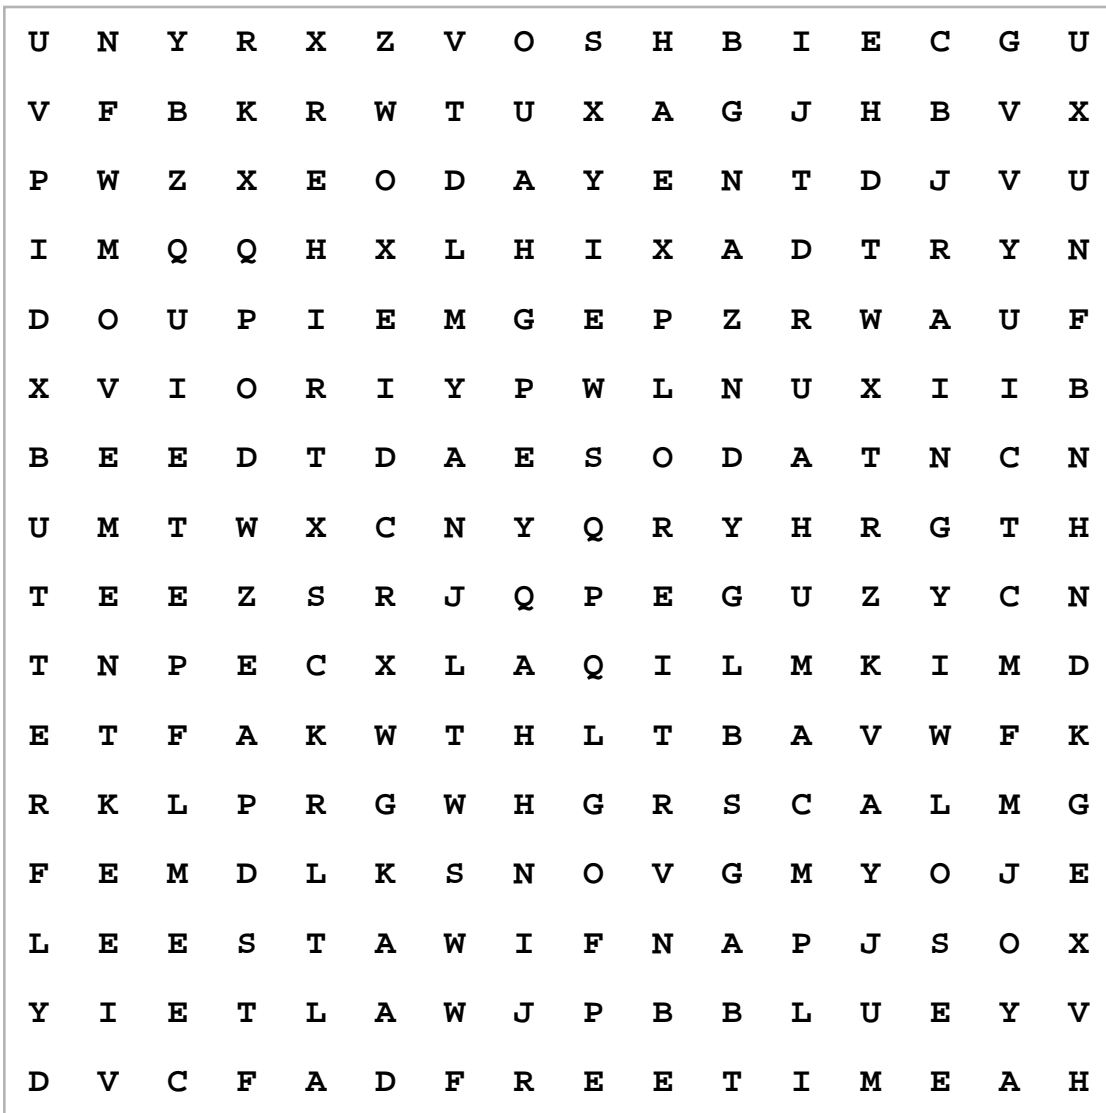 U N Y R X Z V O S H B I E C G U
V F B K R W T U X A G J H B V X
P W Z X E O D A Y E N T D J V U
I M Q Q H X L H I X A D T R Y N
D O U P I E M G E P Z R W A U F
X V I O R I Y P W L N U X I I B
B E E D T D A E S O D A T N C N
U M T W X C N Y Q R Y H R G T H
T E E Z S R J Q P E G U Z Y C N
T N P E C X L A Q I L M K I M D
E T F A K W T H L T B A V W F K
R K L P R G W H G R S C A L M G
F E M D L K S N O V G M Y O J E
L E E S T A W I F N A P J S O X
Y I E T L A W J P B B L U E Y V
D V C F A D F R E E T I M E A H